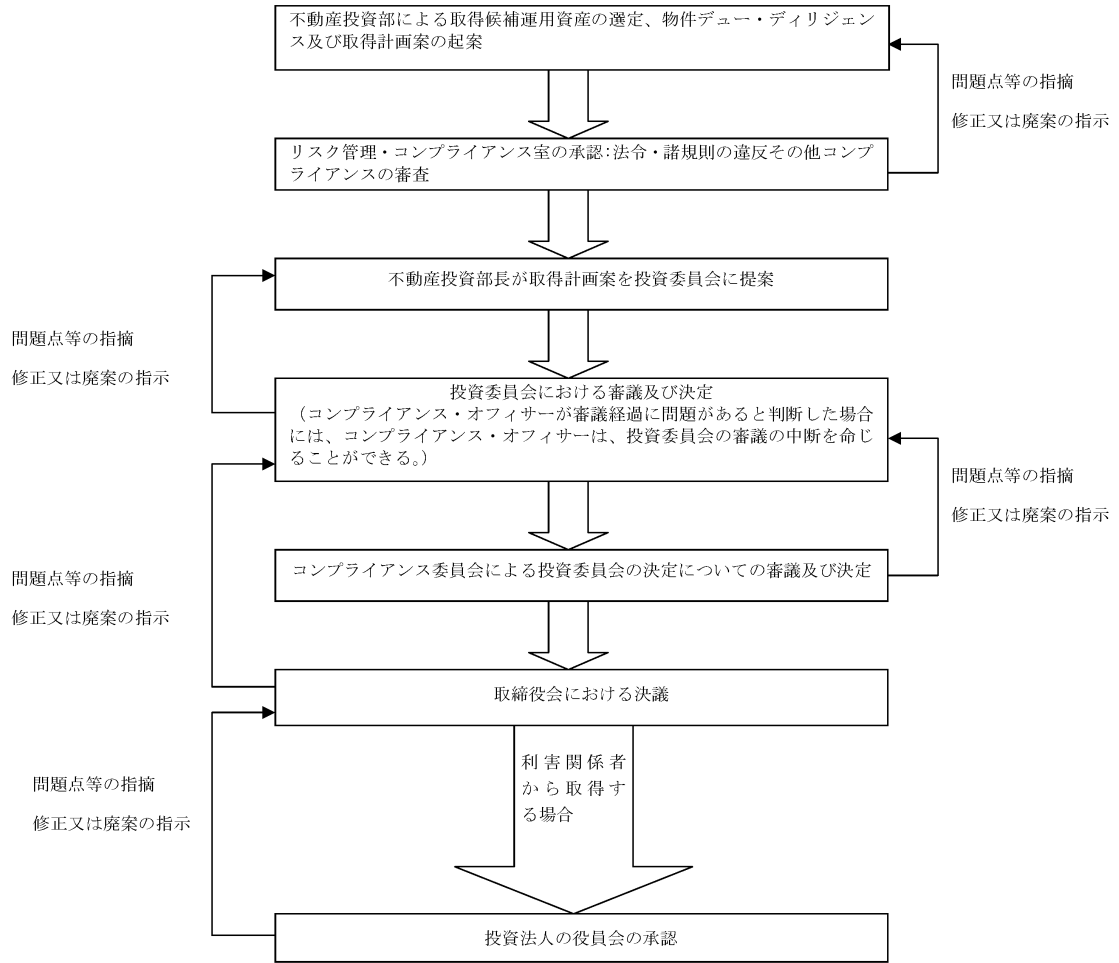 不動産投資部による取得候補運用資産の選定、物件デュー・ディリジェン
ス及び取得計画案の起案
問題点等の指摘
修正又は廃案の指示
リスク管理・コンプライアンス室の承認：法令・諸規則の違反その他コンプ
ライアンスの審査
不動産投資部長が取得計画案を投資委員会に提案
問題点等の指摘
修正又は廃案の指示
投資委員会における審議及び決定
（コンプライアンス・オフィサーが審議経過に問題があると判断した場合
には、コンプライアンス・オフィサーは、投資委員会の審議の中断を命じ
ることができる。）
問題点等の指摘
修正又は廃案の指示
コンプライアンス委員会による投資委員会の決定についての審議及び決定
問題点等の指摘
修正又は廃案の指示
取締役会における決議
利害関係者
から取得す
る場合
問題点等の指摘
修正又は廃案の指示
投資法人の役員会の承認